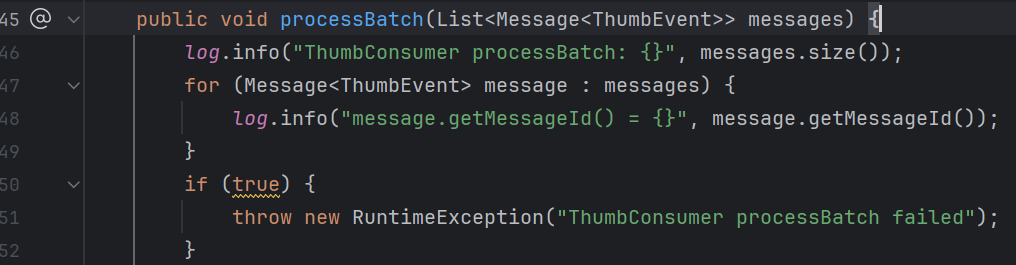 45 @ public void processBatch(List<Message<ThumbEvent>> messages) {
46 log.info("ThumbConsumer processBatch: {}", messages.size());
47 for (Message<ThumbEvent> message : messages) {
48 log.info("message.getMessageId() = {}", message.getMessageId());
49 }
50 if (true) {
51 throw new RuntimeException("ThumbConsumer processBatch failed");
52 }